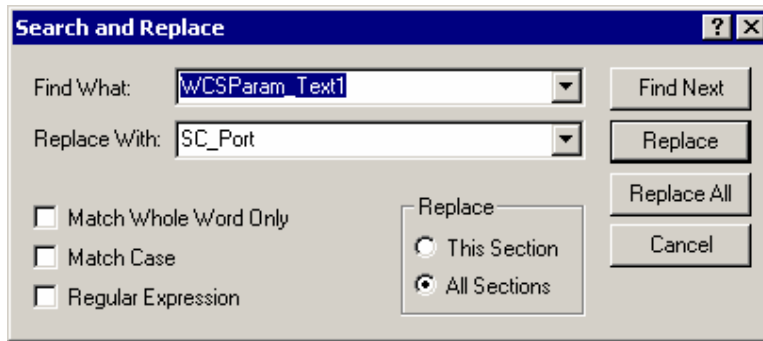 Search and Replace
Find What: WCSParam_Text1 Find Next
Replace With: SC_Port Replace
Replace All
Match Whole Word Only Replace
Match Case This Section Cancel
Regular Expression All Sections